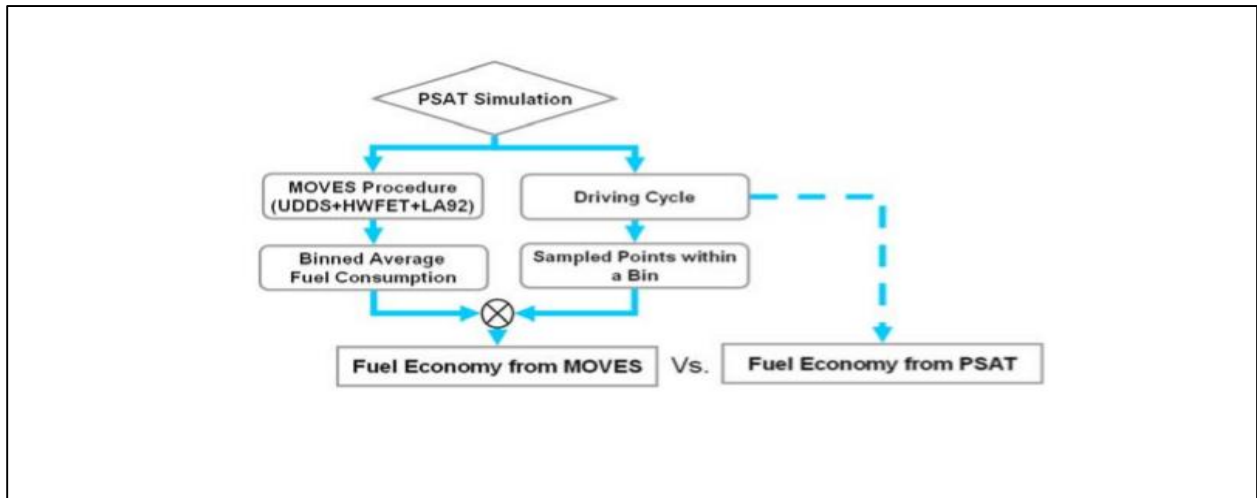 PSAT Simulation
MOVES Procedure
(UDDS+HWFET+LA92)
Driving Cycle
Binned Average
Fuel Consumption
Sampled Points within
a Bin
Fuel Economy from MOVES
Vs.
Fuel Economy from PSAT